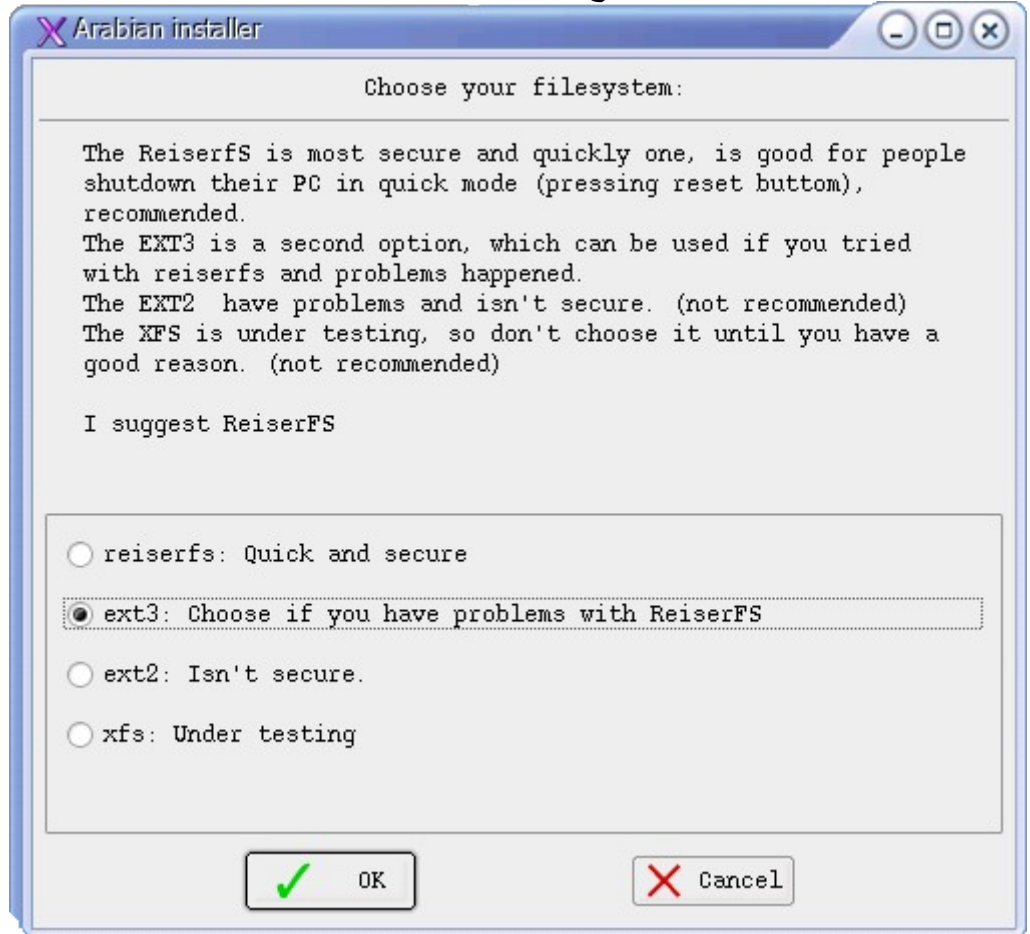 Arabian installer
Choose your filesystem:
The ReiserfS is most secure and quickly one, is good for people
shutdown their PC in quick mode (pressing reset buttom),
recommended.
The EXT3 is a second option, which can be used if you tried
with reiserfs and problems happened.
The EXT2  have problems and isn't secure. (not recommended)
The XFS is under testing, so don't choose it until you have a
good reason. (not recommended)
I suggest ReiserFS
reiserfs: Quick and secure
ext3: Choose if you have problems with ReiserFS
ext2: Isn't secure.
xfs: Under testing
OK
Cancel